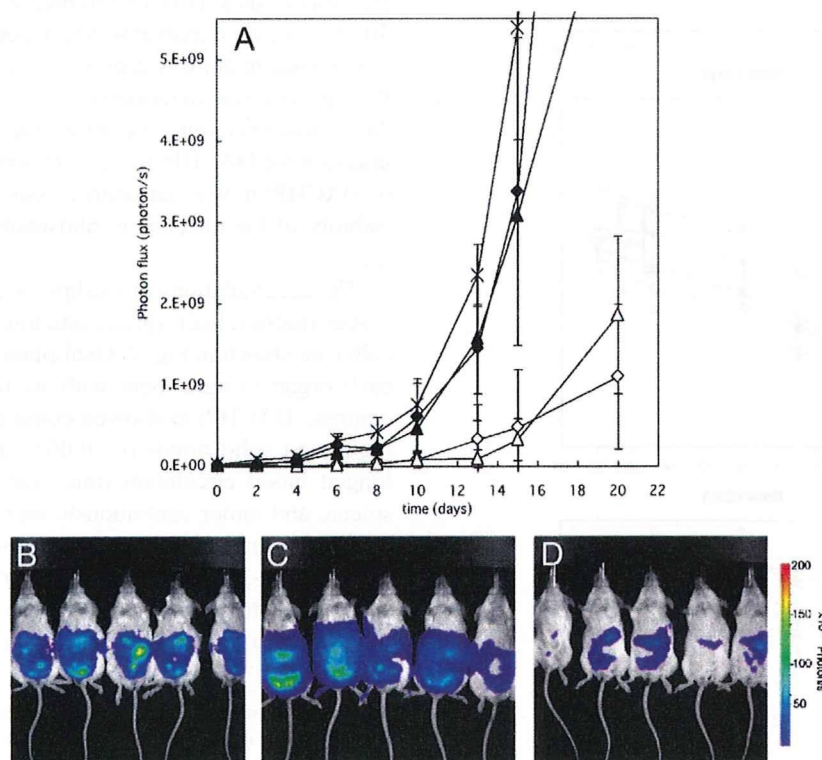 A
5.E+09
4.E+09
3.E+09
2.E+09
1.E+09
0.E+00
Photon flux (photon/s)
0 2 4 6 8 10 12 14 16 18 20 22
time (days)
B
C
D
200
150
100
50
Photons